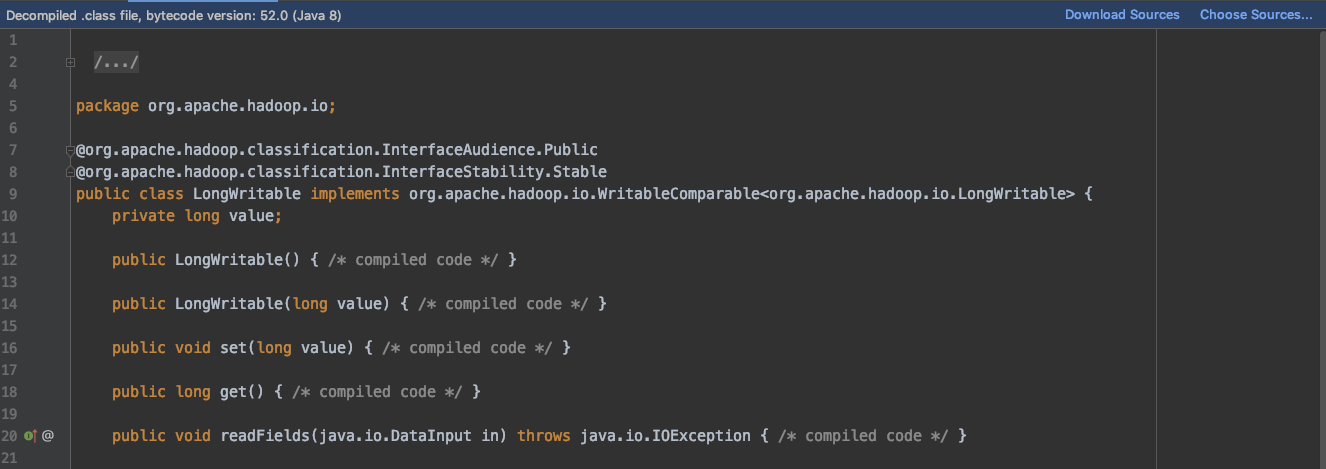 Decompiled .class file, bytecode version: 52.0 (Java 8) Download Sources Choose Sources...
1
2 /.../
4
5 package org.apache.hadoop.io;
6
7 @org.apache.hadoop.classification.InterfaceAudience.Public
8 @org.apache.hadoop.classification.InterfaceStability.Stable
9 public class LongWritable implements org.apache.hadoop.io.WritableComparable<org.apache.hadoop.io.LongWritable> {
10 private long value;
11
12 public LongWritable() { /* compiled code */ }
13
14 public LongWritable(long value) { /* compiled code */ }
15
16 public void set(long value) { /* compiled code */ }
17
18 public long get() { /* compiled code */ }
19
20 @ public void readFields(java.io.DataInput in) throws java.io.IOException { /* compiled code */ }
21